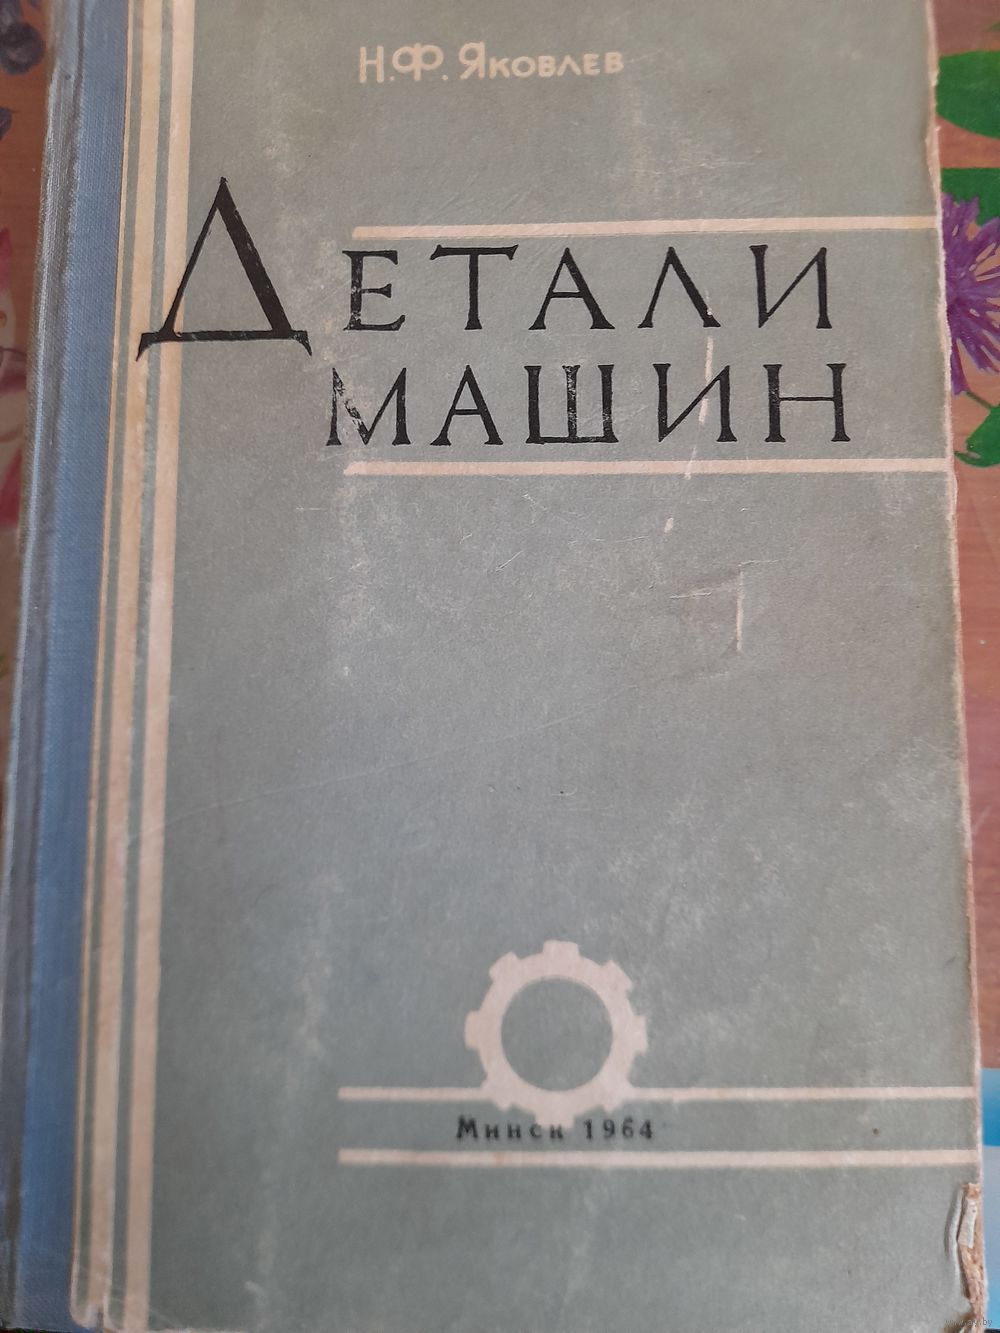 Н.Ф. Яковлев
Детали
машин
Минск 1964